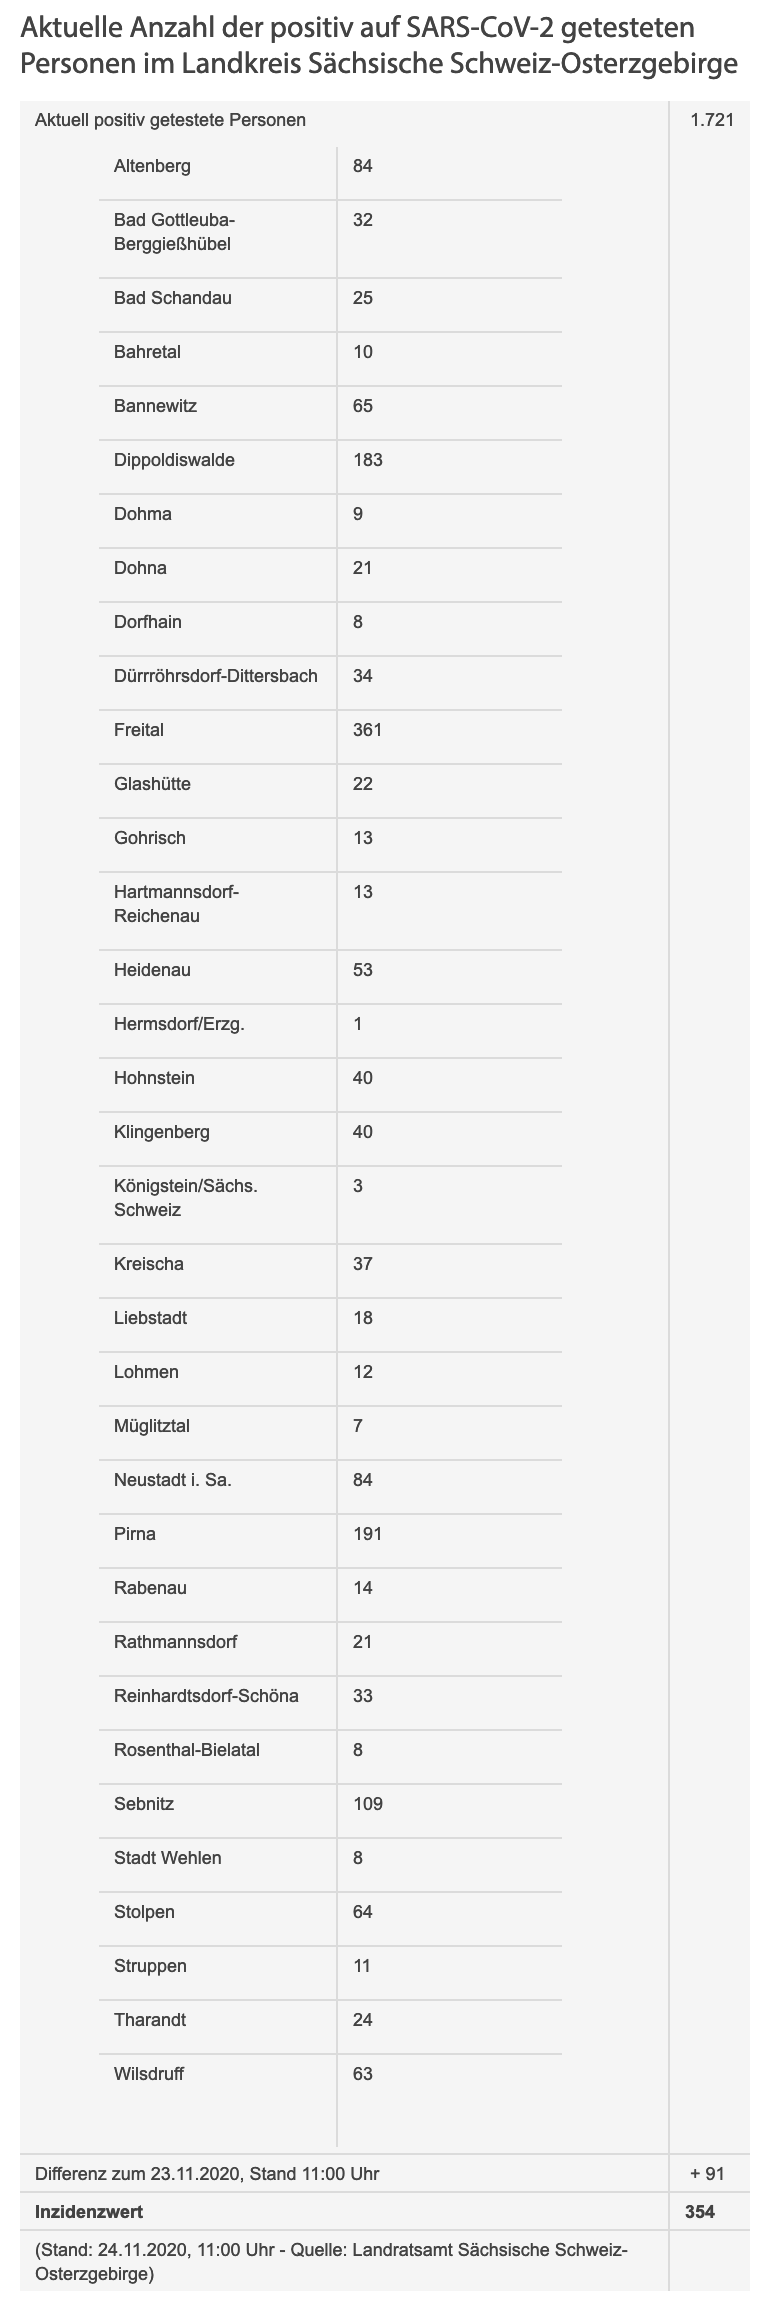 Aktuelle Anzahl der positiv auf SARS-CoV-2 getesteten
Personen im Landkreis Sächsische Schweiz-Osterzgebirge
Aktuell positiv getestete Personen 1.721
Altenberg 84
Bad Gottleuba- 32
Berggießhübel
Bad Schandau 25
Bahretal 10
Bannewitz 65
Dippoldiswalde 183
Dohma 9
Dohna 21
Dorfhain 8
Dürrröhrsdorf-Dittersbach 34
Freital 361
Glashütte 22
Gohrisch 13
Hartmannsdorf- 13
Reichenau
Heidenau 53
Hermsdorf/Erzg. 1
Hohnstein 40
Klingenberg 40
Königstein/Sächs. 3
Schweiz
Kreischa 37
Liebstadt 18
Lohmen 12
Müglitztal 7
Neustadt i. Sa. 84
Pirna 191
Rabenau 14
Rathmannsdorf 21
Reinhardtsdorf-Schöna 33
Rosenthal-Bielatal 8
Sebnitz 109
Stadt Wehlen 8
Stolpen 64
Struppen 11
Tharandt 24
Wilsdruff 63
Differenz zum 23.11.2020, Stand 11:00 Uhr + 91
Inzidenzwert 354
(Stand: 24.11.2020, 11:00 Uhr - Quelle: Landratsamt Sächsische Schweiz-
Osterzgebirge)